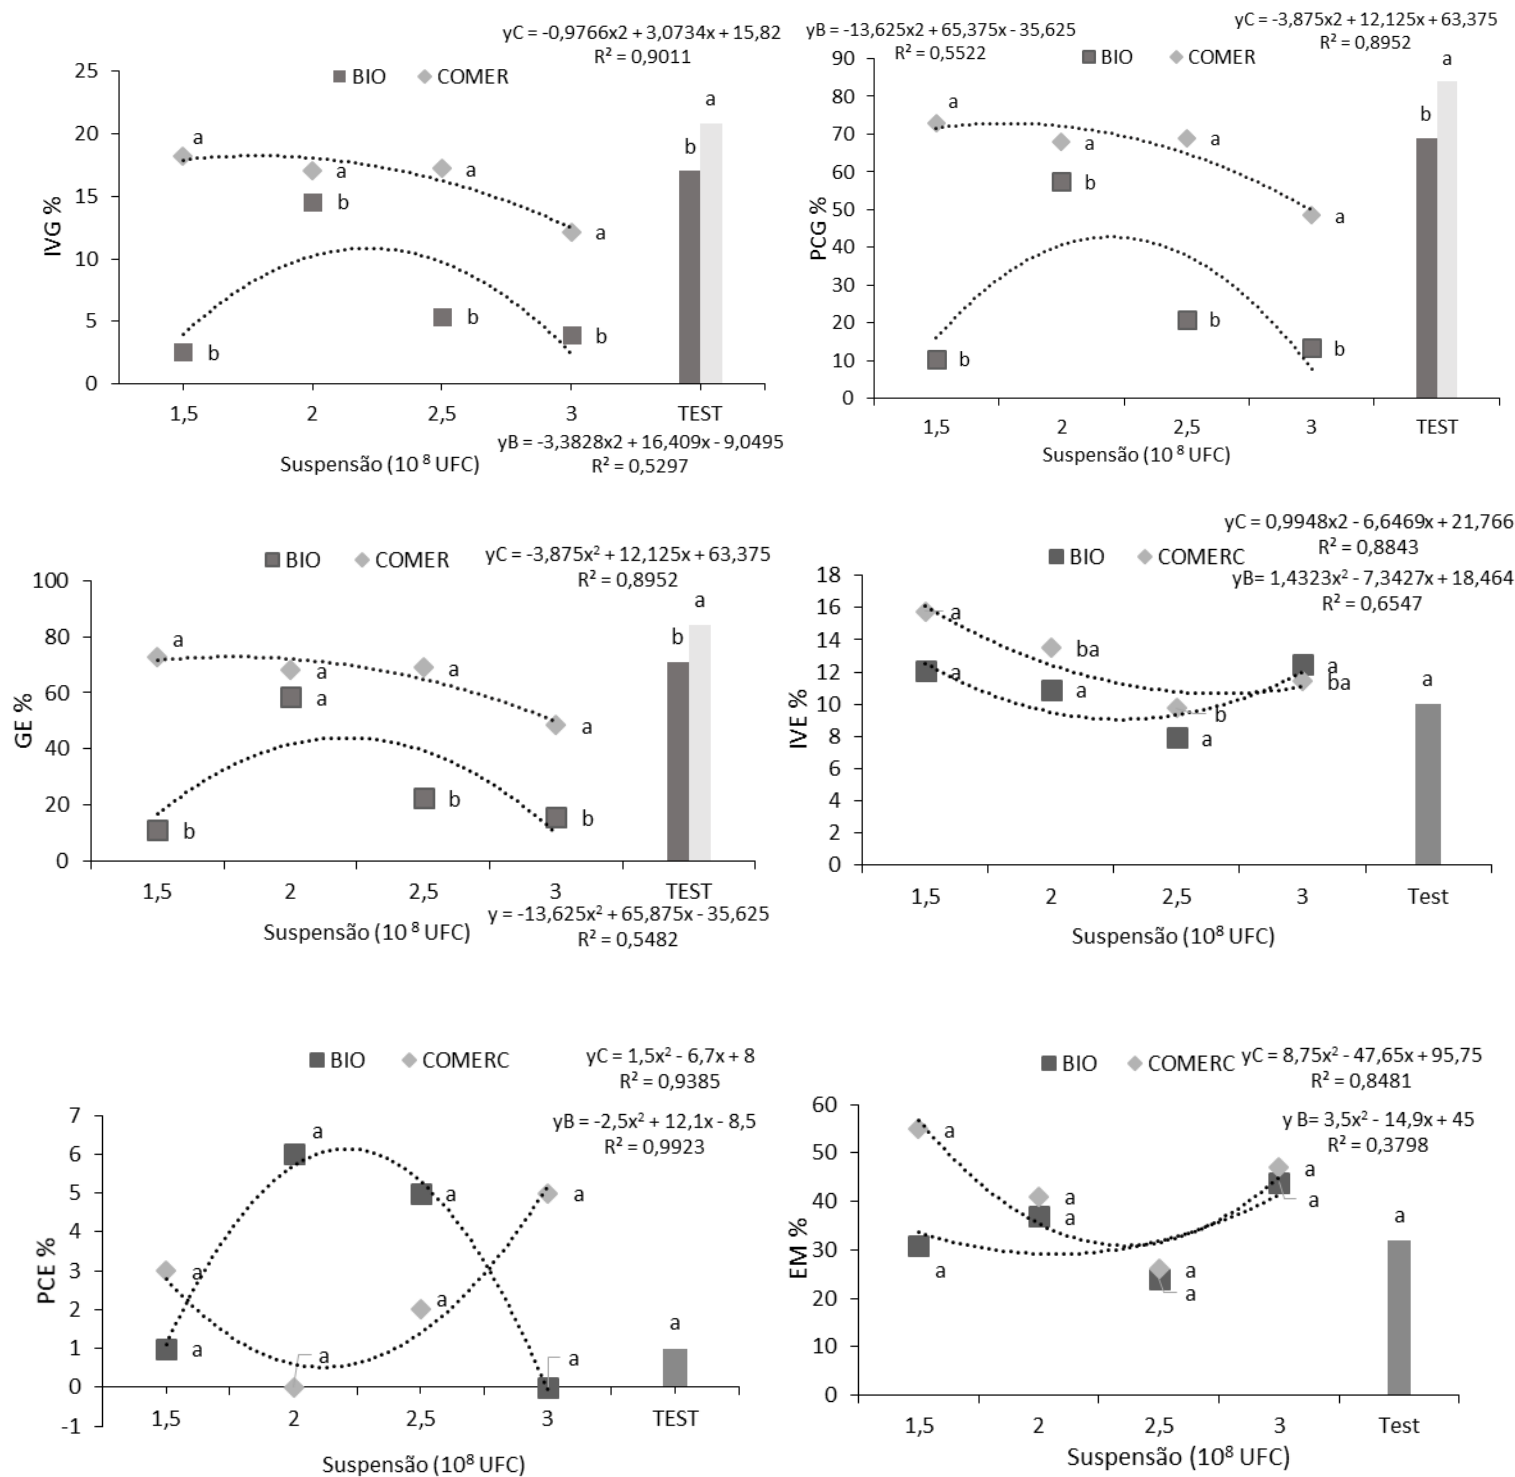 yC = -0,9766x2 + 3,0734x + 15,82
R² = 0,9011
BIO COMER
25
20
15
10
5
0
IVG %
a
a
a
a
b
b
b
b
a
b
1,5 2 2,5 3 TEST
yB = -3,3828x2 + 16,409x - 9,0495
R² = 0,5297
Suspensão (10 ⁸ UFC)
yB = -13,625x2 + 65,375x - 35,625
R² = 0,5522
yC = -3,875x2 + 12,125x + 63,375
R² = 0,8952
BIO COMER
90
80
70
60
50
40
30
20
10
0
PCG %
a
a
a
a
b
b
b
b
a
b
1,5 2 2,5 3 TEST
Suspensão (10 ⁸ UFC)
BIO COMER
yC = -3,875x² + 12,125x + 63,375
R² = 0,8952
100
80
60
40
20
0
GE %
a
a
a
a
b
a
b
b
a
b
1,5 2 2,5 3 TEST
y = -13,625x² + 65,875x - 35,625
R² = 0,5482
Suspensão (10 ⁸ UFC)
yC = 0,9948x2 - 6,6469x + 21,766
R² = 0,8843
BIO COMERC
yB= 1,4323x² - 7,3427x + 18,464
R² = 0,6547
18
16
14
12
10
8
6
4
2
0
IVE %
a
ba
b
ba
a
a
a
a
a
1,5 2 2,5 3 Test
Suspensão (10⁸ UFC)
BIO COMERC
yC = 1,5x² - 6,7x + 8
R² = 0,9385
yB = -2,5x² + 12,1x - 8,5
R² = 0,9923
7
6
5
4
3
2
1
0
-1
PCE %
a
a
a
a
a
a
a
a
a
1,5 2 2,5 3 TEST
Suspensão (10⁸ UFC)
BIO COMERC
yC = 8,75x² - 47,65x + 95,75
R² = 0,8481
y B= 3,5x² - 14,9x + 45
R² = 0,3798
60
50
40
30
20
10
0
EM %
a
a
a
a
a
a
a
a
a
1,5 2 2,5 3 Test
Suspensão (10⁸ UFC)